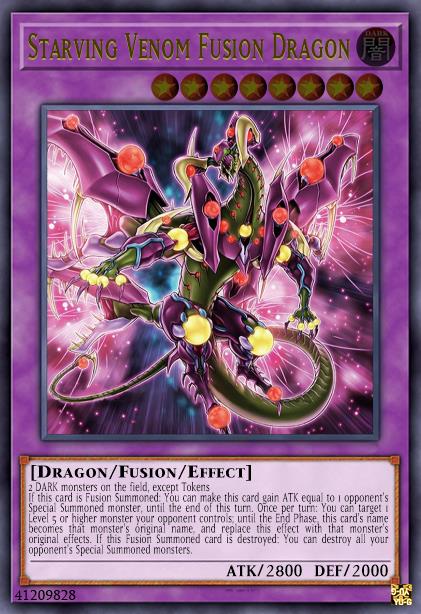 STARVING VENOM FUSION DRAGON
DARK
闇
[DRAGON/FUSION/EFFECT]
2 DARK monsters on the field, except Tokens
If this card is Fusion Summoned: You can make this card gain ATK equal to 1 opponent's
Special Summoned monster, until the end of this turn. Once per turn: You can target 1
Level 5 or higher monster your opponent controls; until the End Phase, this card's name
becomes that monster's original name, and replace this effect with that monster's
original effects. If this Fusion Summoned card is destroyed: You can destroy all your
opponent's Special Summoned monsters.
ATK/2800 DEF/2000
41209828